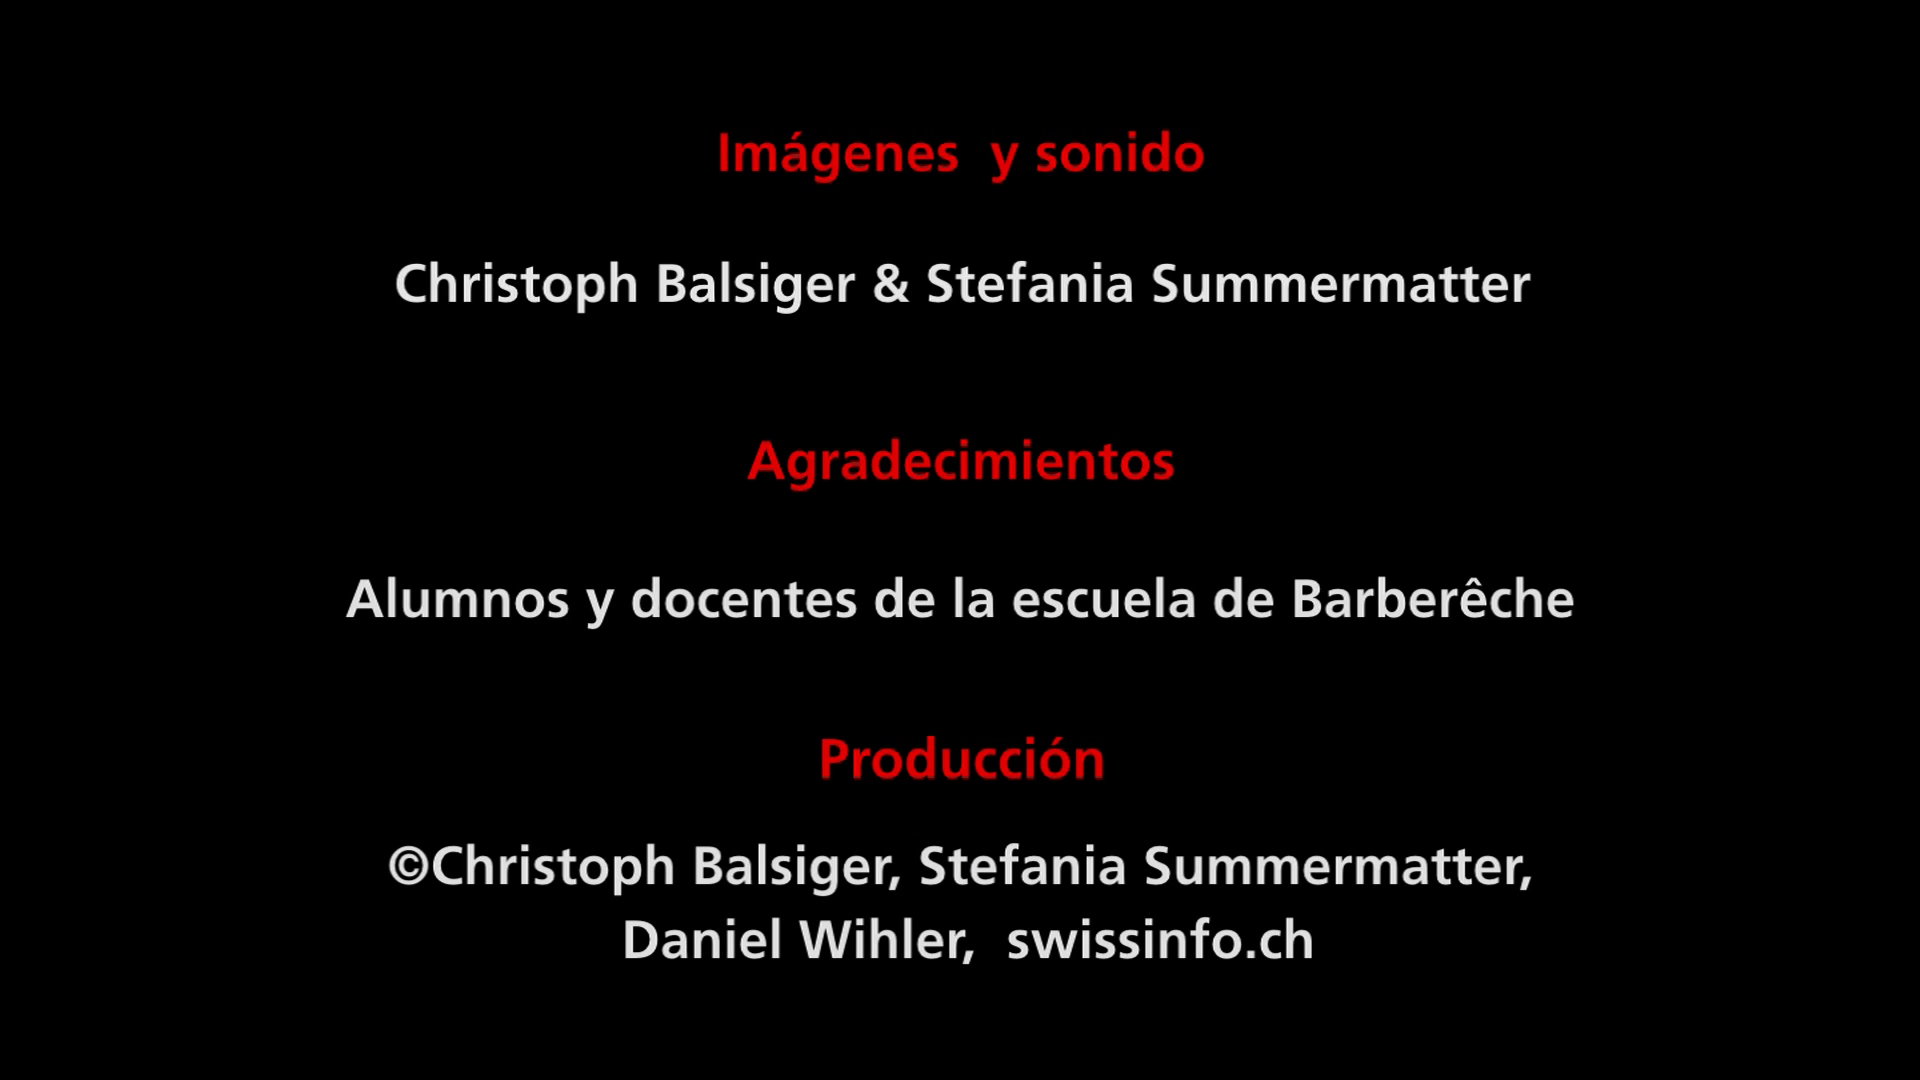 Imágenes  y sonido
Christoph Balsiger & Stefania Summermatter
Agradecimientos
Alumnos y docentes de la escuela de Barberêche
Producción
©Christoph Balsiger, Stefania Summermatter,
Daniel Wihler,  swissinfo.ch